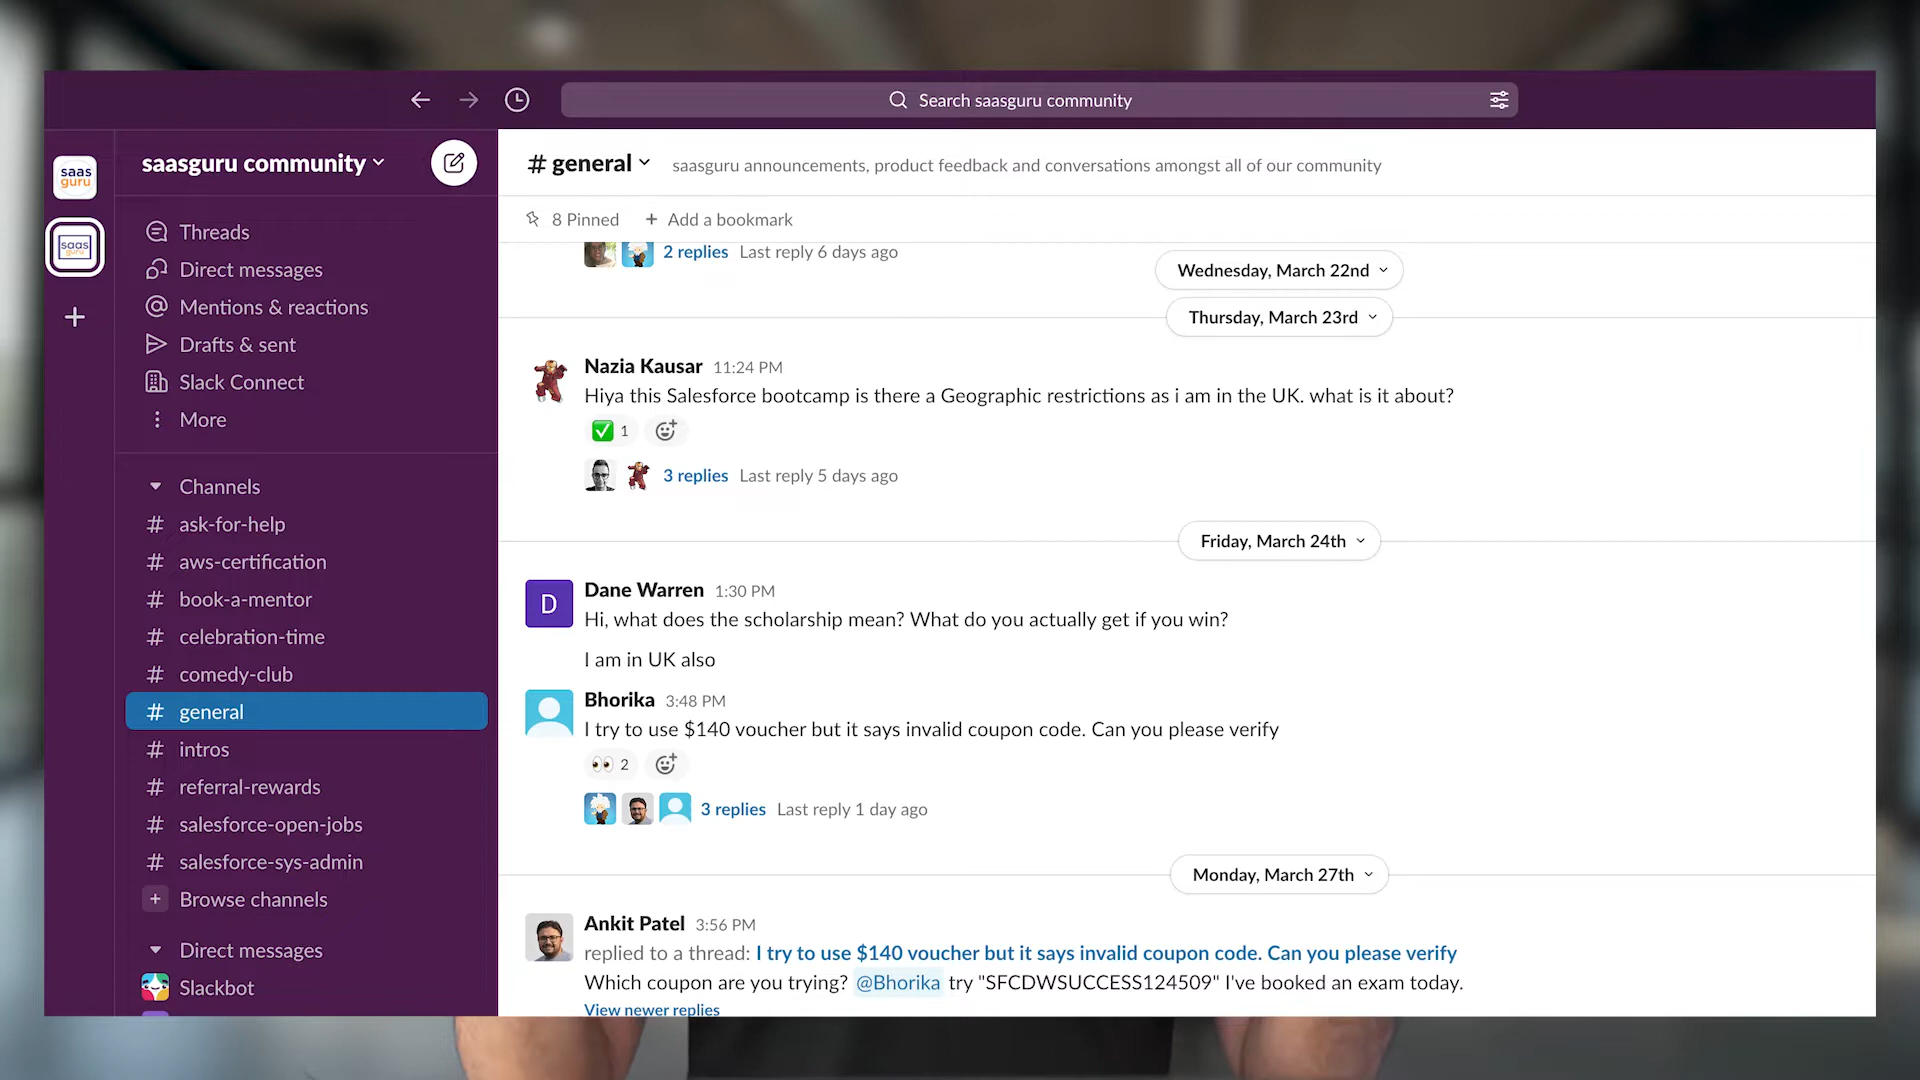 Search saasguru community
saas
guru
saas
guru
saasguru community
Threads
Direct messages
Mentions & reactions
Drafts & sent
Slack Connect
More
Channels
# ask-for-help
# aws-certification
# book-a-mentor
# celebration-time
# comedy-club
# general
# intros
# referral-rewards
# salesforce-open-jobs
# salesforce-sys-admin
+ Browse channels
Direct messages
Slackbot
# general
saasguru announcements, product feedback and conversations amongst all of our community
8 Pinned + Add a bookmark
2 replies Last reply 6 days ago
Wednesday, March 22nd
Thursday, March 23rd
Nazia Kausar 11:24 PM
Hiya this Salesforce bootcamp is there a Geographic restrictions as i am in the UK. what is it about?
✅ 1
3 replies Last reply 5 days ago
Friday, March 24th
D
Dane Warren 1:30 PM
Hi, what does the scholarship mean? What do you actually get if you win?
I am in UK also
Bhorika 3:48 PM
I try to use $140 voucher but it says invalid coupon code. Can you please verify
👀 2
3 replies Last reply 1 day ago
Monday, March 27th
Ankit Patel 3:56 PM
replied to a thread: I try to use $140 voucher but it says invalid coupon code. Can you please verify
Which coupon are you trying? @Bhorika try "SFCDWSUCCESS124509" I've booked an exam today.
View newer replies